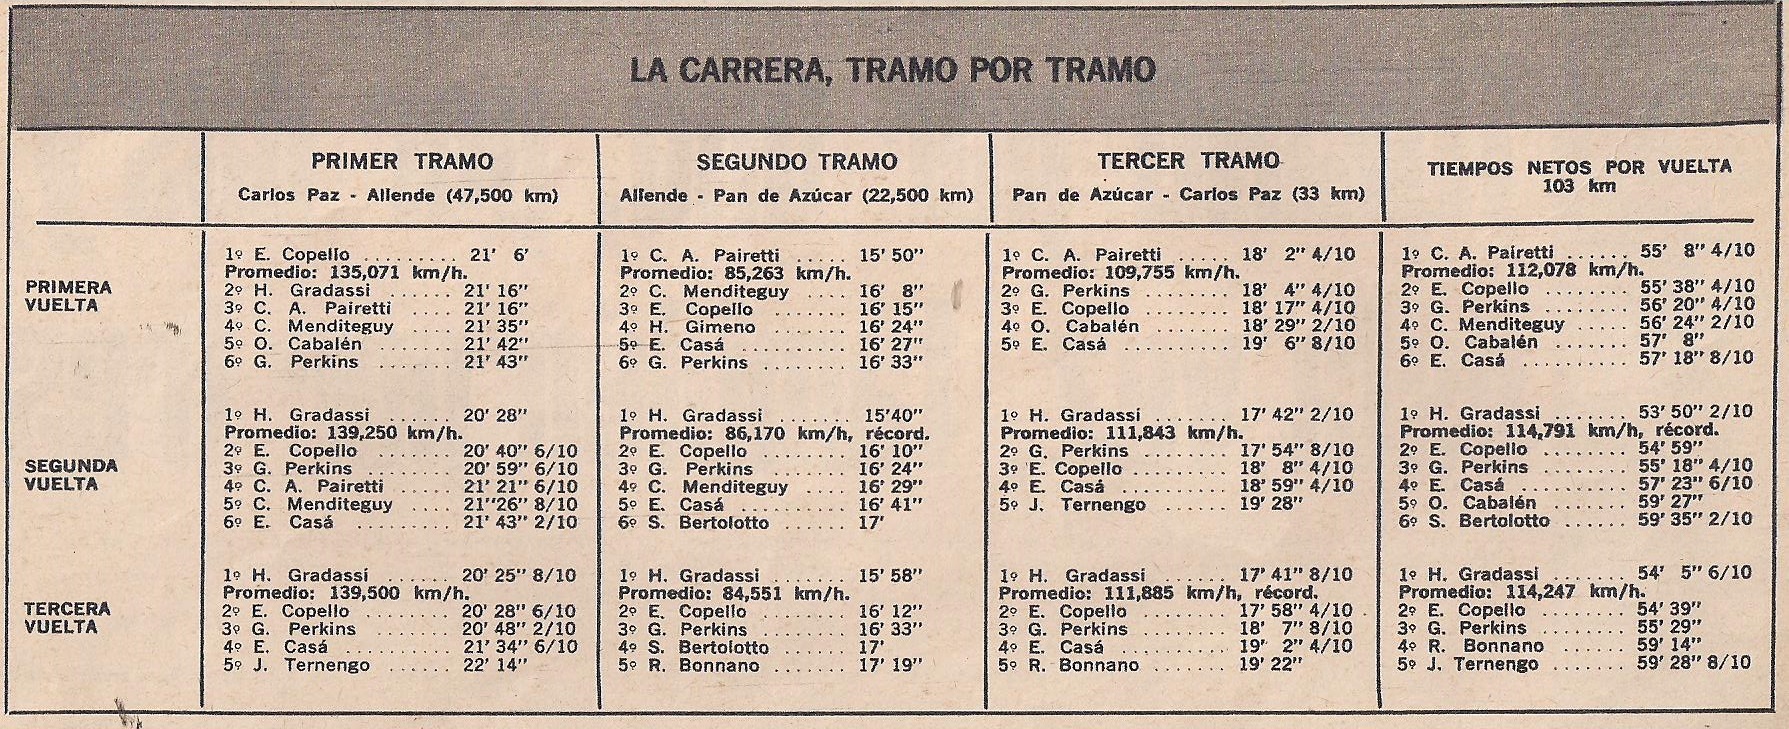 LA CARRERA, TRAMO POR TRAMO
PRIMER TRAMO
Carlos Paz - Allende (47,500 km)
SEGUNDO TRAMO
Allende - Pan de Azúcar (22,500 km)
TERCER TRAMO
Pan de Azúcar - Carlos Paz (33 km)
TIEMPOS NETOS POR VUELTA
103 km
PRIMERA
VUELTA
1º E. Copello ......... 21' 6'
Promedio: 135,071 km/h.
2º H. Gradassi ...... 21' 16"
3º C. A. Pairetti .... 21' 16"
4º C. Menditeguy .... 21' 35"
5º O. Cabalén ....... 21' 42"
6º G. Perkins ....... 21' 43"
1º C. A. Pairetti ..... 15' 50"
Promedio: 85,263 km/h.
2º C. Menditeguy .... 16' 8"
3º E. Copello ....... 16' 15"
4º H. Gimeno ....... 16' 24"
5º E. Casá .......... 16' 27"
6º G. Perkins ........ 16' 33"
1º C. A. Pairetti ..... 18' 2" 4/10
Promedio: 109,755 km/h.
2º G. Perkins ........ 18' 4" 4/10
3º E. Copello ........ 18' 17" 4/10
4º O. Cabalén ....... 18' 29" 2/10
5º E. Casá .......... 19' 6" 8/10
1º C. A. Pairetti ...... 55' 8" 4/10
Promedio: 112,078 km/h.
2º E. Copello ........ 55' 38" 4/10
3º G. Perkins ........ 56' 20" 4/10
4º C. Menditeguy ..... 56' 24" 2/10
5º O. Cabalén ....... 57' 8"
6º E. Casá .......... 57' 18" 8/10
SEGUNDA
VUELTA
1º H. Gradassi ...... 20' 28"
Promedio: 139,250 km/h.
2º E. Copello ........ 20' 40" 6/10
3º G. Perkins ........ 20' 59" 6/10
4º C. A. Pairetti .... 21' 21" 6/10
5º C. Menditeguy .... 21"26" 8/10
6º E. Casá .......... 21' 43" 2/10
1º H. Gradassi ....... 15'40"
Promedio: 86,170 km/h, récord.
2º E. Copello ........ 16' 10"
3º G. Perkins ....... 16' 24"
4º C. Menditeguy .... 16' 29"
5º E. Casá .......... 16' 41"
6º S. Bertolotto ...... 17'
1º H. Gradassi ....... 17' 42" 2/10
Promedio: 111,843 km/h.
2º G. Perkins ........ 17' 54" 8/10
3º E. Copello ........ 18' 8" 4/10
4º E. Casá .......... 18' 59" 4/10
5º J. Ternengo ....... 19' 28"
1º H. Gradassi ....... 53' 50" 2/10
Promedio: 114,791 km/h, récord.
2º E. Copello ........ 54' 59"
3º G. Perkins ........ 55' 18" 4/10
4º E. Casá .......... 57' 23" 6/10
5º O. Cabalén ....... 59' 27"
6º S. Bertolotto ...... 59' 35" 2/10
TERCERA
VUELTA
1º H. Gradassi ...... 20' 25" 8/10
Promedio: 139,500 km/h.
2º E. Copello ........ 20' 28" 6/10
3º G. Perkins ....... 20' 48" 2/10
4º E. Casá .......... 21' 34" 6/10
5º J. Ternengo ...... 22' 14"
1º H. Gradassi ....... 15' 58"
Promedio: 84,551 km/h.
2º E. Copello ........ 16' 12"
3º G. Perkins ........ 16' 33"
4º S. Bertolotto ...... 17'
5º R. Bonnano ....... 17' 19"
1º H. Gradassi ....... 17' 41" 8/10
Promedio: 111,885 km/h, récord.
2º E. Copello ........ 17' 58" 4/10
3º G. Perkins ........ 18' 7" 8/10
4º E. Casá .......... 19' 2" 4/10
5º R. Bonnano ....... 19' 22"
1º H. Gradassi ....... 54' 5" 6/10
Promedio: 114,247 km/h.
2º E. Copello ........ 54' 39"
3º G. Perkins ........ 55' 29"
4º R. Bonnano ....... 59' 14"
5º J. Ternengo ....... 59' 28" 8/10